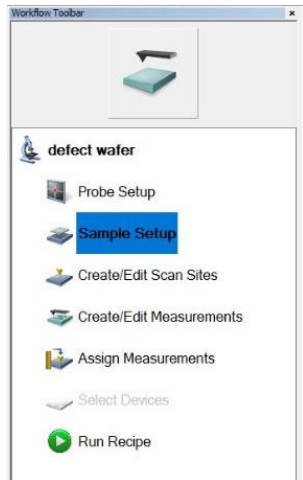 Workflow Toolbar
defect wafer
Probe Setup
Sample Setup
Create/Edit Scan Sites
Create/Edit Measurements
Assign Measurements
Select Devices
Run Recipe